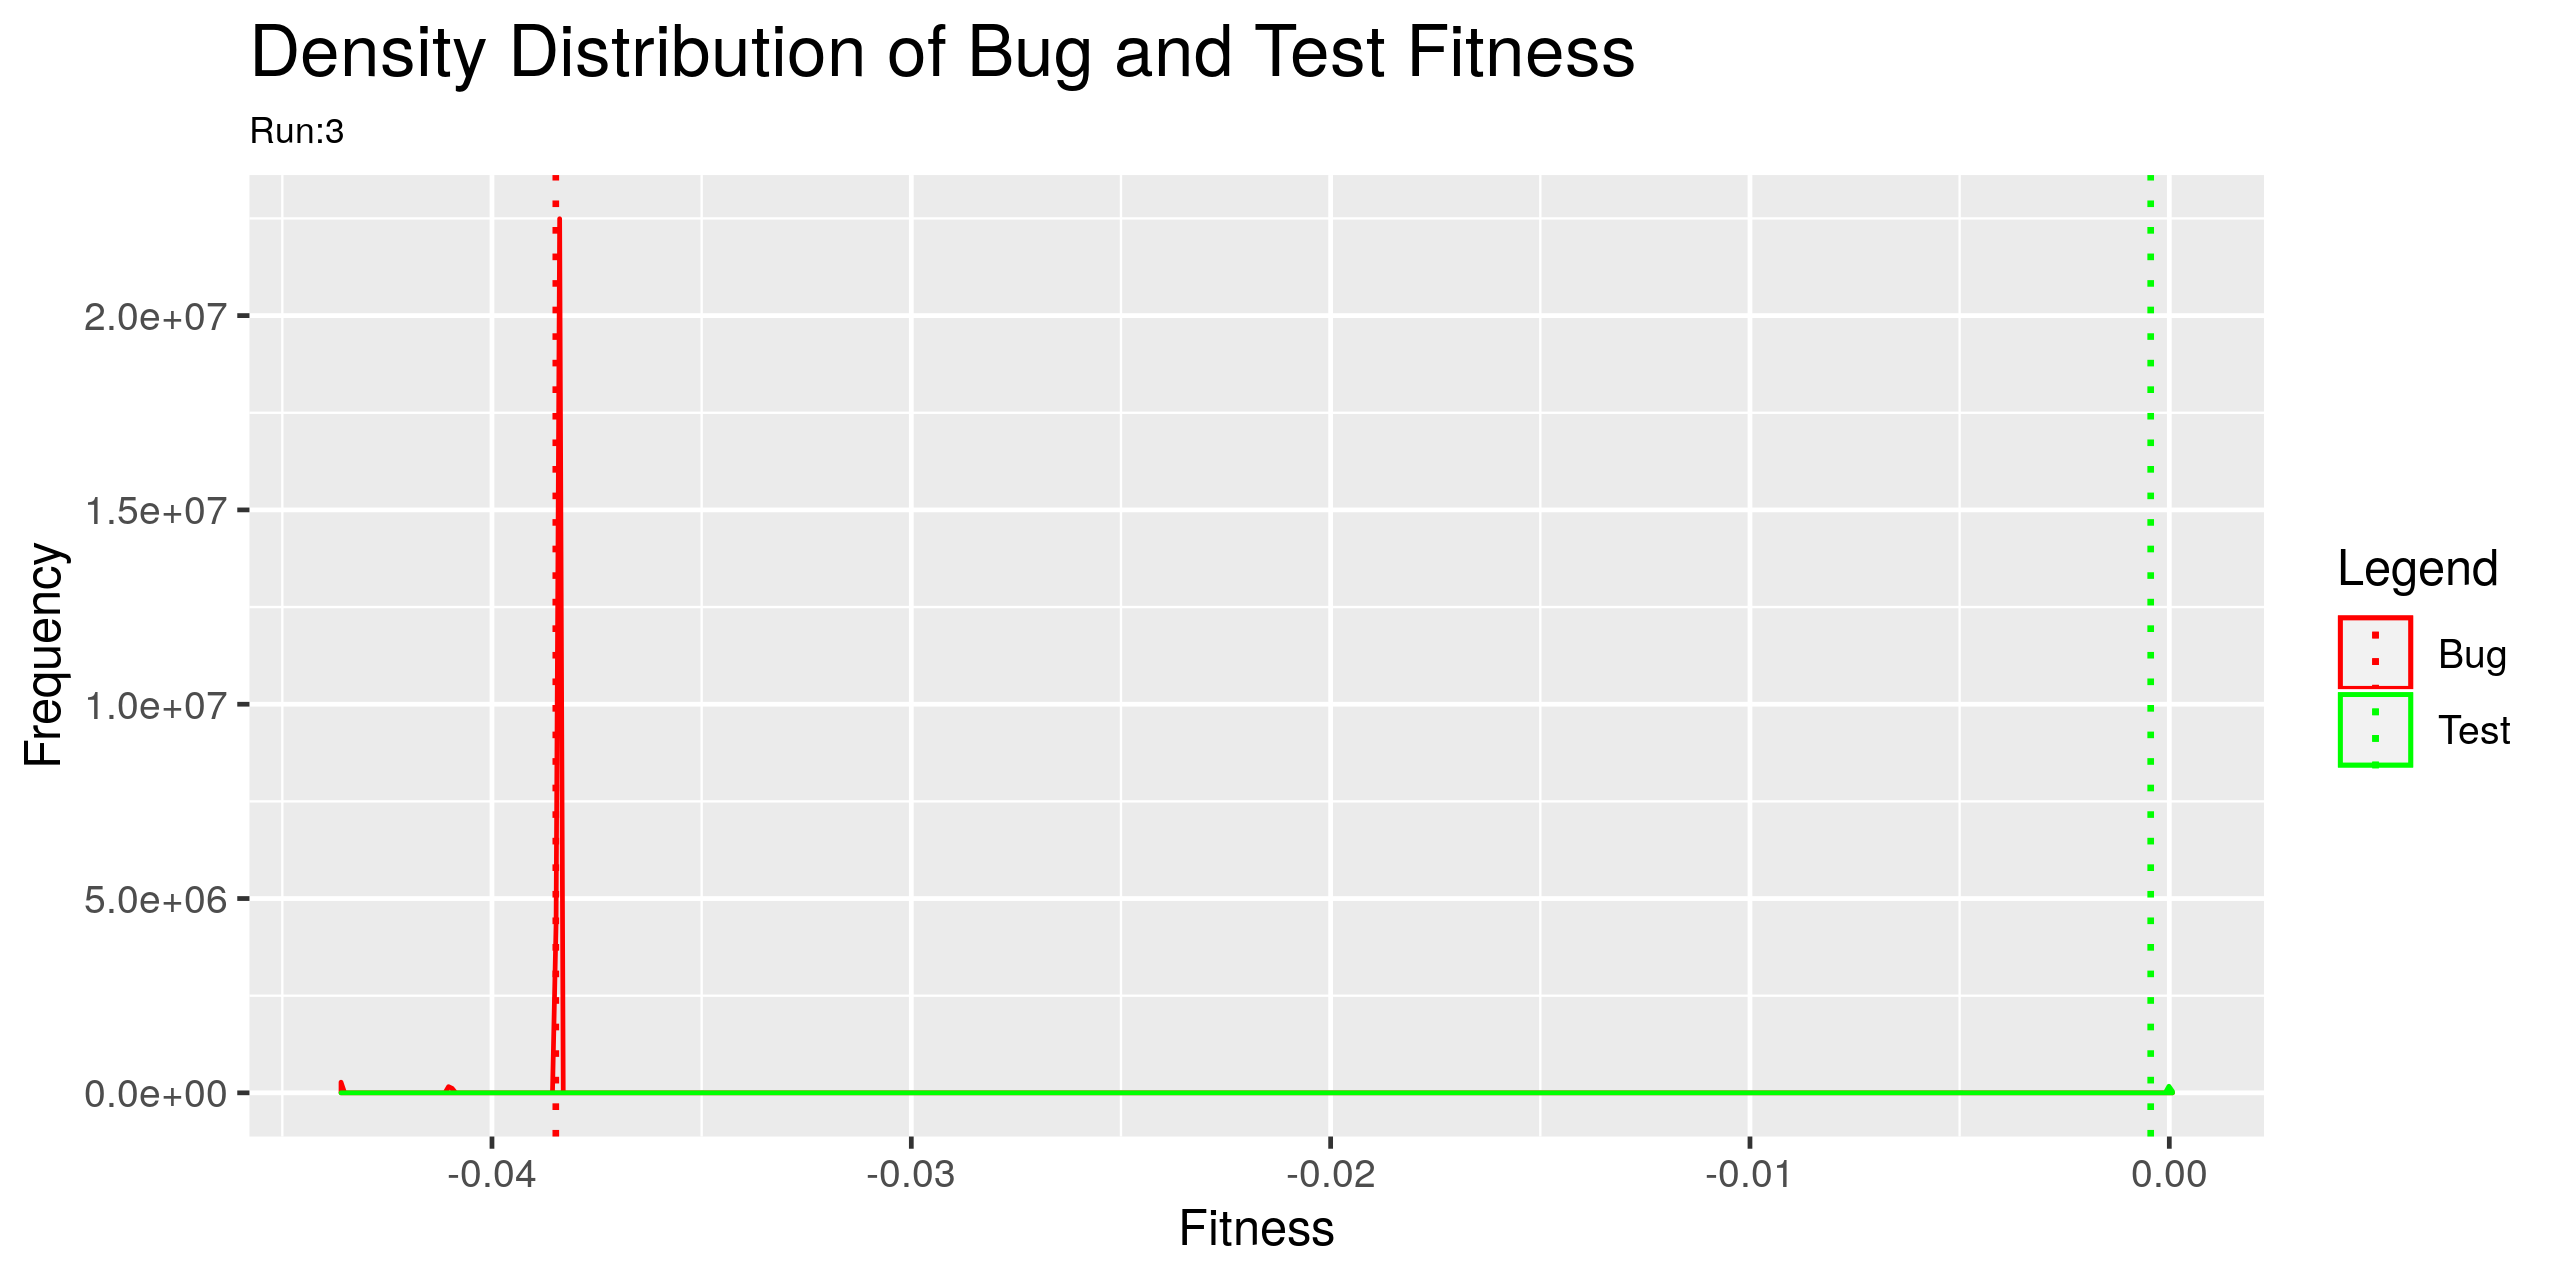 Density Distribution of Bug and Test Fitness
Run:3
Frequency
2.0e+07
1.5e+07
1.0e+07
5.0e+06
0.0e+00
-0.04
-0.03
-0.02
-0.01
0.00
Fitness
Legend
Bug
Test